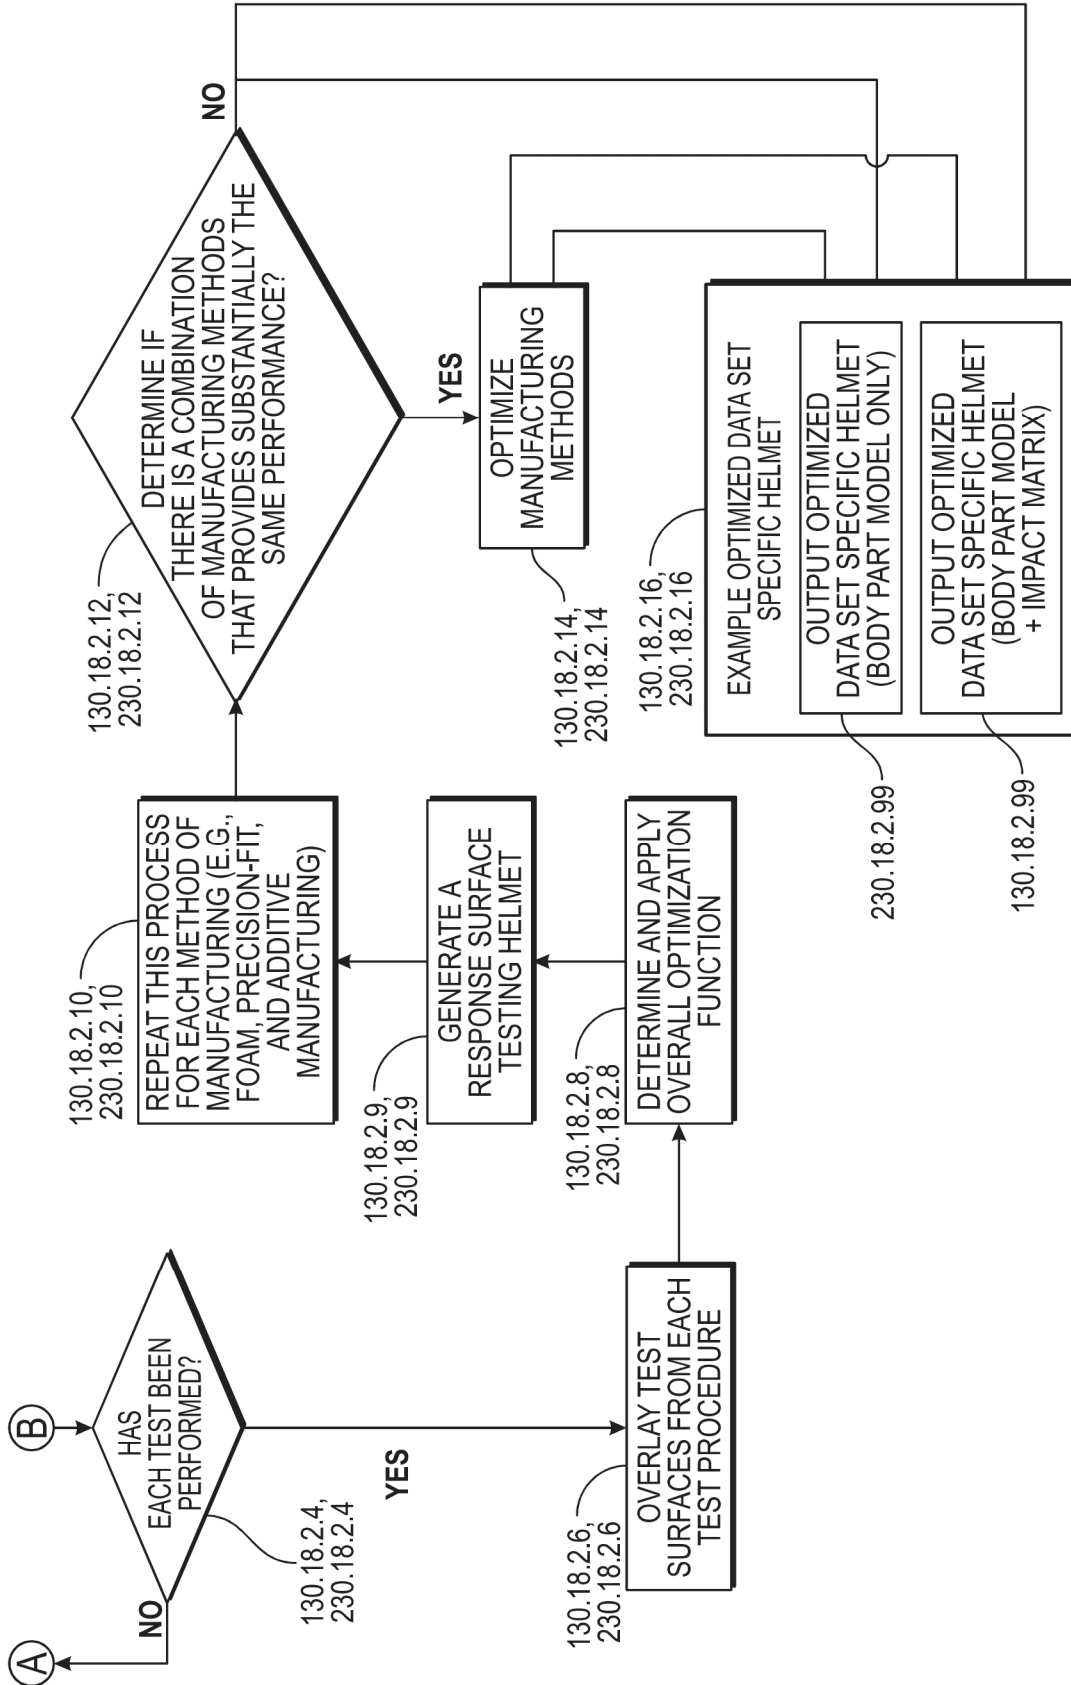 A
B
NO
HAS
EACH TEST BEEN
PERFORMED?
130.18.2.4,
230.18.2.4
YES
OVERLAY TEST
SURFACES FROM EACH
TEST PROCEDURE
130.18.2.6,
230.18.2.6
DETERMINE AND APPLY
OVERALL OPTIMIZATION
FUNCTION
130.18.2.8,
230.18.2.8
GENERATE A
RESPONSE SURFACE
TESTING HELMET
130.18.2.9,
230.18.2.9
REPEAT THIS PROCESS
FOR EACH METHOD OF
MANUFACTURING (E.G.,
FOAM, PRECISION-FIT,
AND ADDITIVE
MANUFACTURING)
130.18.2.10,
230.18.2.10
DETERMINE IF
THERE IS A COMBINATION
OF MANUFACTURING METHODS
THAT PROVIDES SUBSTANTIALLY THE
SAME PERFORMANCE?
130.18.2.12,
230.18.2.12
NO
YES
OPTIMIZE
MANUFACTURING
METHODS
130.18.2.14,
230.18.2.14
EXAMPLE OPTIMIZED DATA SET
SPECIFIC HELMET
130.18.2.16,
230.18.2.16
OUTPUT OPTIMIZED
DATA SET SPECIFIC HELMET
(BODY PART MODEL ONLY)
230.18.2.99
OUTPUT OPTIMIZED
DATA SET SPECIFIC HELMET
(BODY PART MODEL
+ IMPACT MATRIX)
130.18.2.99